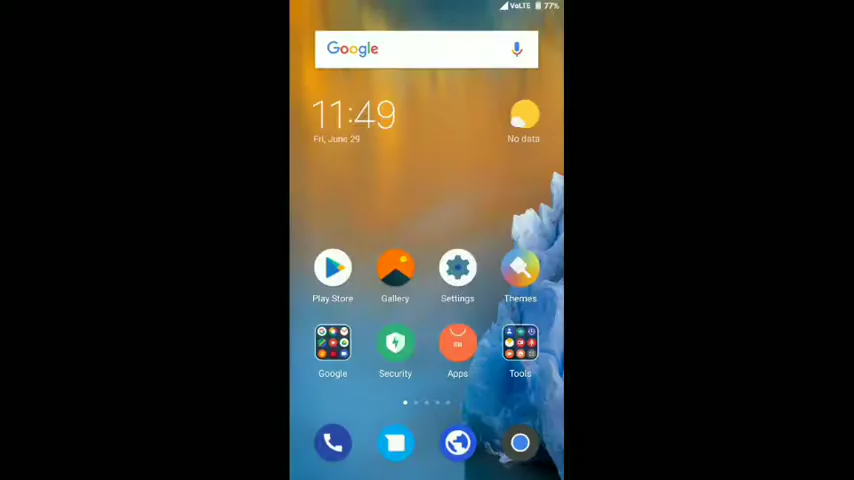 VoLTE 77%
Google
11:49
Fri, June 29
No data
Play Store Gallery Settings Themes
mi
Google Security Apps Tools